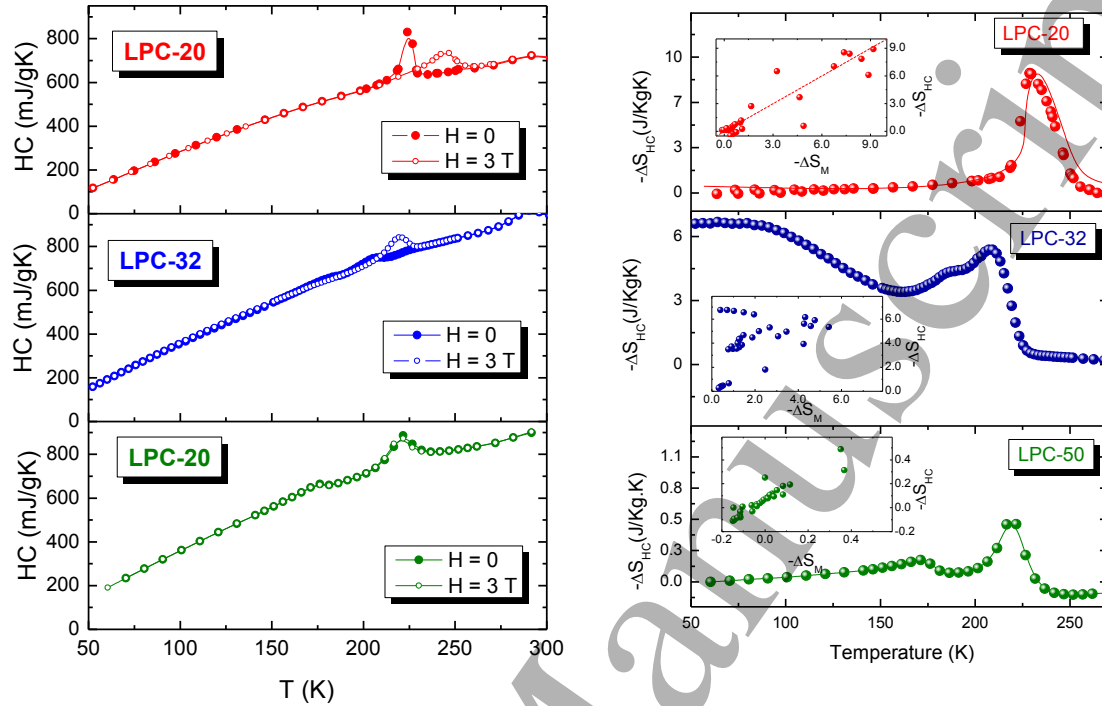 HC (mJ/gK)
800
600
400
200
0
LPC-20
H = 0
H = 3 T
HC (mJ/gK)
800
600
400
200
0
LPC-32
H = 0
H = 3 T
HC (mJ/gK)
800
600
400
200
0
LPC-20
H = 0
H = 3 T
50 100 150 200 250 300
T (K)
-ΔS_HC(J/KgK)
10
7
3
0
LPC-20
9.0
6.0
3.0
0.0
-ΔS_HC
0.0 3.0 6.0 9.0
-ΔS_M
-ΔS_HC(J/KgK)
6
3
0
LPC-32
6.0
4.0
2.0
0.0
-ΔS_HC
0.0 2.0 4.0 6.0 8.0
-ΔS_M
-ΔS_HC(J/Kg.K)
1.1
0.8
0.5
0.3
0.0
LPC-50
0.4
0.2
0.0
-0.2
-ΔS_HC
-0.2 0.0 0.2 0.4
-ΔS_M
50 100 150 200 250
Temperature (K)
Manuscri